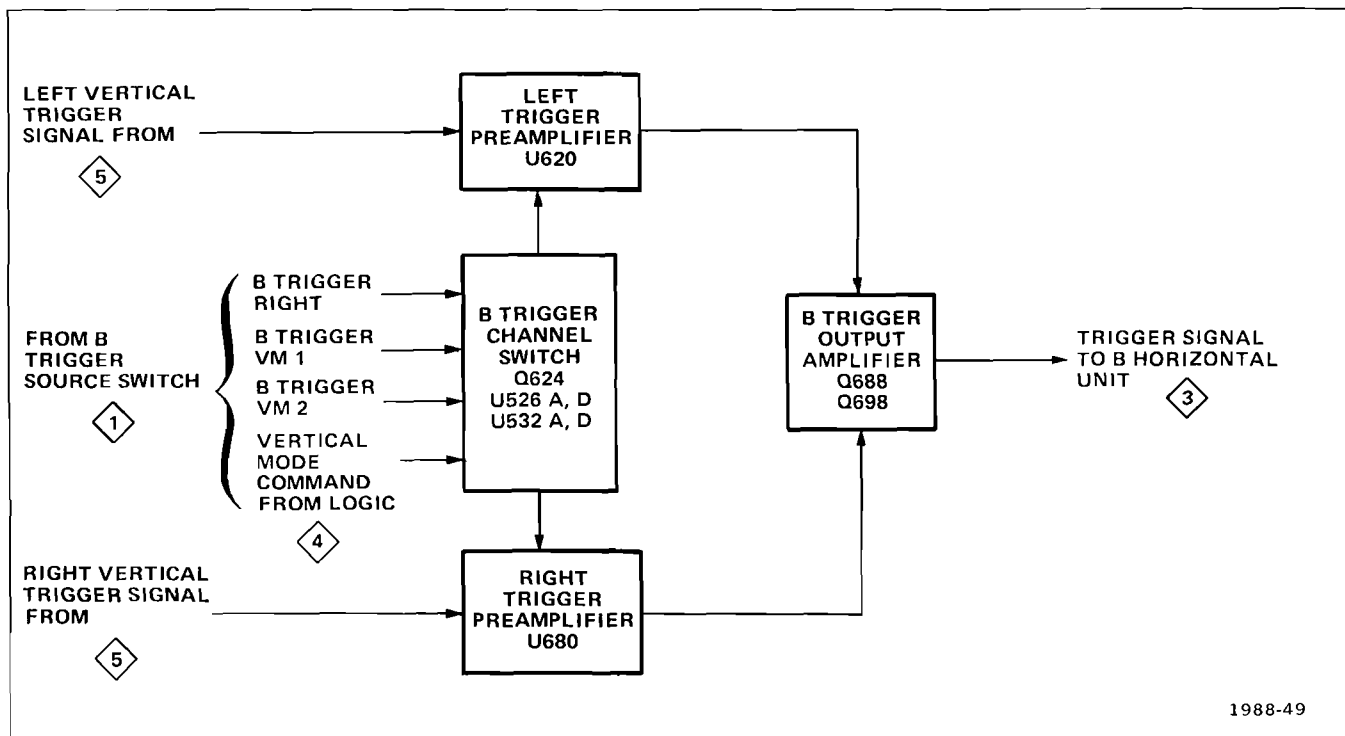 LEFT VERTICAL
TRIGGER
SIGNAL FROM
5
LEFT
TRIGGER
PREAMPLIFIER
U620
FROM B
TRIGGER
SOURCE SWITCH
1
B TRIGGER
RIGHT
B TRIGGER
VM 1
B TRIGGER
VM 2
VERTICAL
MODE
COMMAND
FROM LOGIC
4
B TRIGGER
CHANNEL
SWITCH
Q624
U526 A, D
U532 A, D
B TRIGGER
OUTPUT
AMPLIFIER
Q688
Q698
TRIGGER SIGNAL
TO B HORIZONTAL
UNIT
3
RIGHT VERTICAL
TRIGGER SIGNAL
FROM
5
RIGHT
TRIGGER
PREAMPLIFIER
U680
1988-49